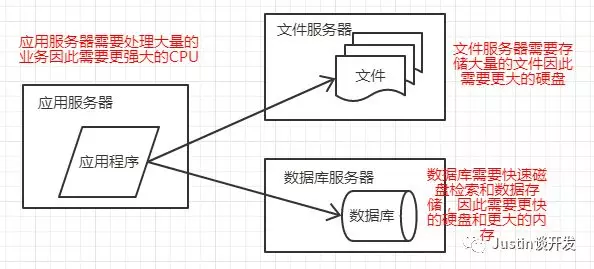 应用服务器需要处理大量的
业务因此需要更强大的CPU
文件服务器
文件
文件服务器需要存
储大量的文件因此
需要更大的硬盘
应用服务器
应用程序
数据库服务器
数据库
数据库需要快速磁
盘检索和数据存
储，因此需要更快
的硬盘和更大的内
存
Justin谈开发